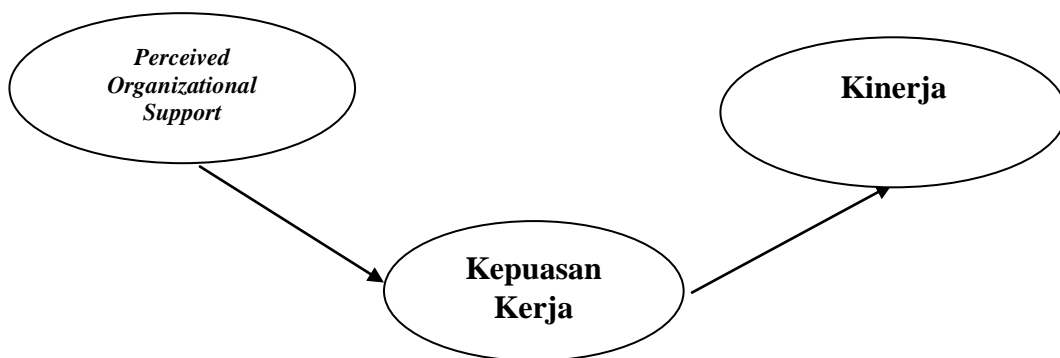 Perceived
Organizational
Support
Kinerja
Kepuasan
Kerja